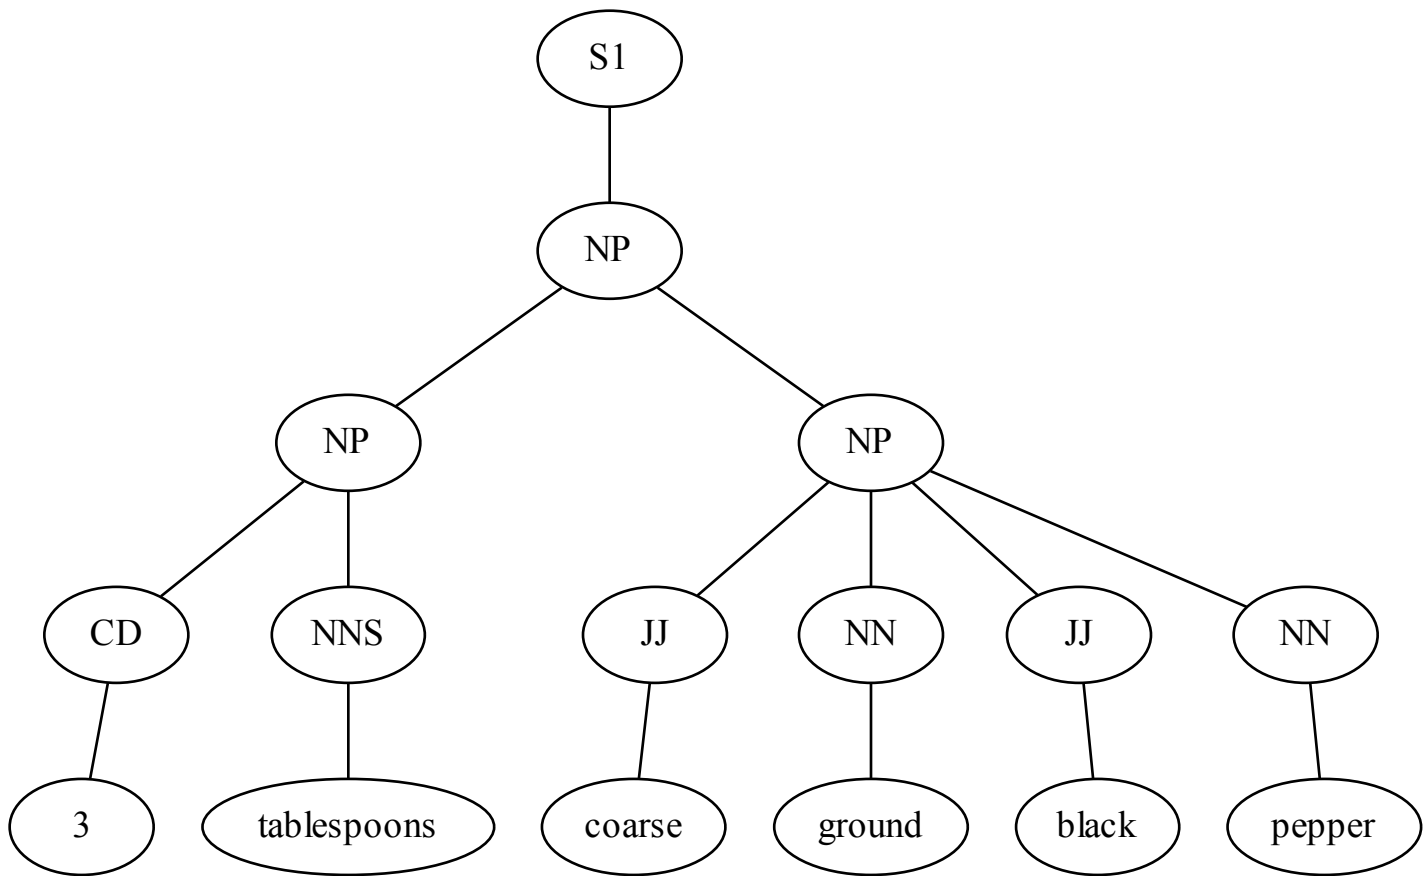 S1
NP
NP NP
CD NNS JJ NN JJ NN
3 tablespoons coarse ground black pepper